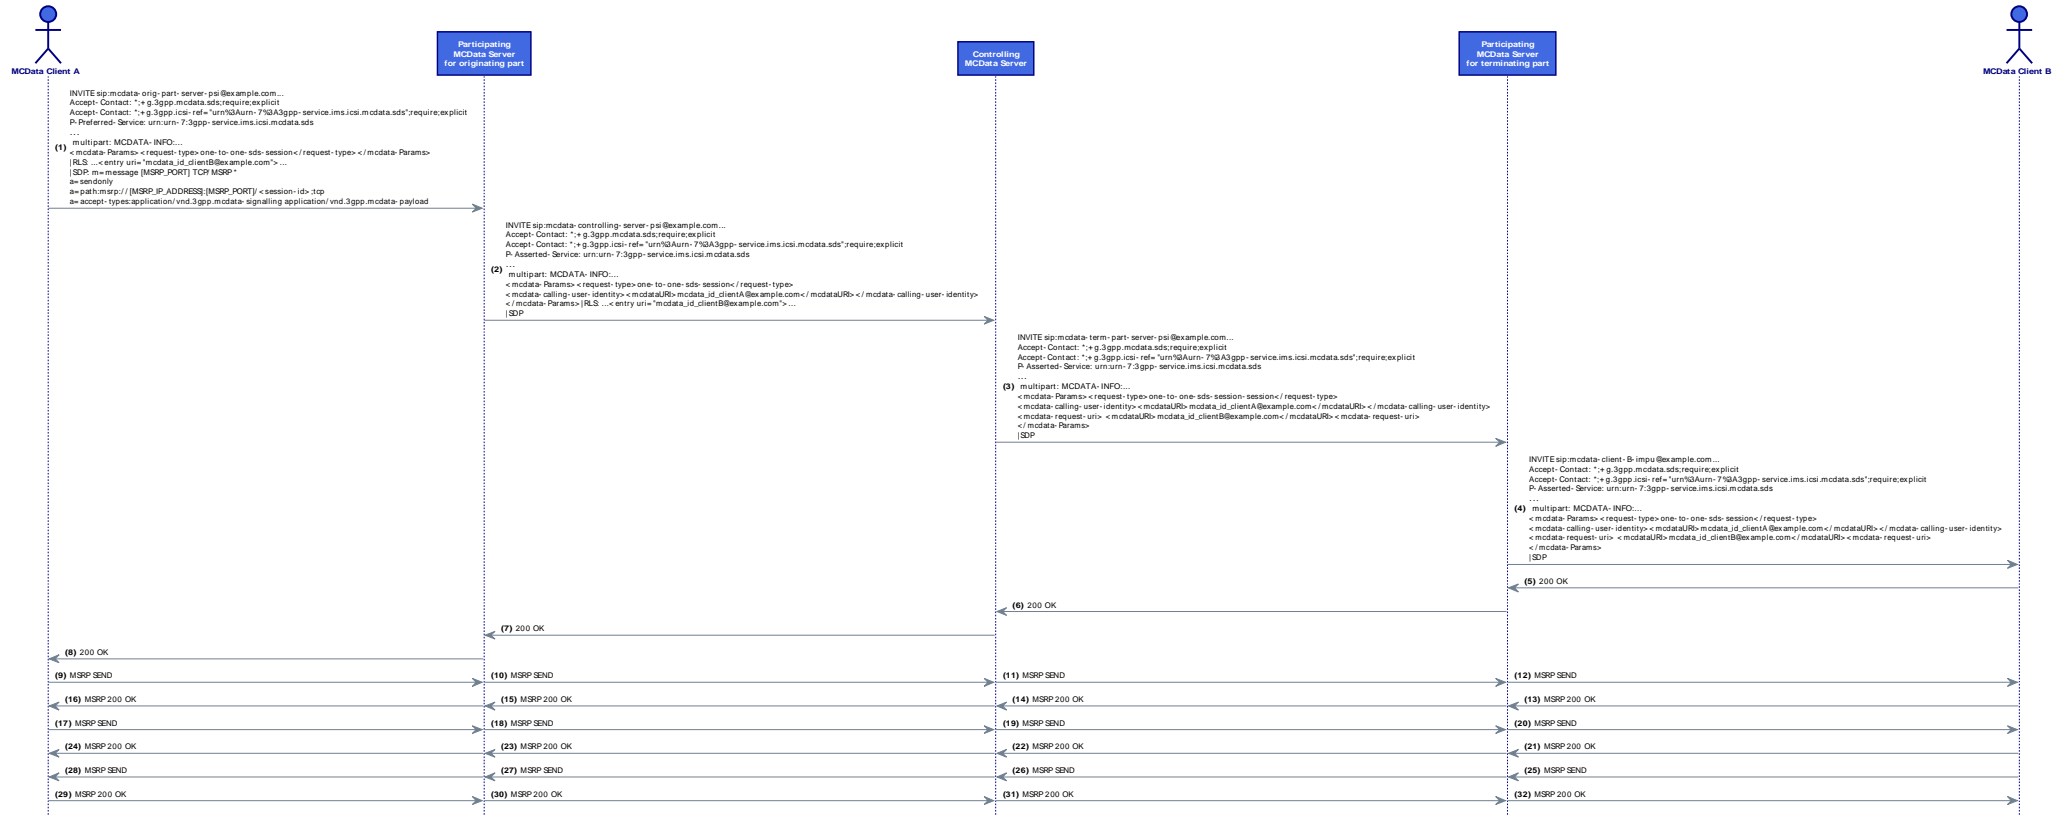 MCData Client A
Participating
MCData Server
for originating part
Controlling
MCData Server
Participating
MCData Server
for terminating part
MCData Client B
INVITE sip:mcdata-orig-part-server-psi@example.com...
Accept-Contact: *;+g.3gpp.mcdata.sds;require;explicit
Accept-Contact: *;+g.3gpp.icsi-ref="urn%3Aurn-7%3A3gpp-service.ims.icsi.mcdata.sds";require;explicit
P-Preferred-Service: urn:urn-7:3gpp-service.ims.icsi.mcdata.sds
...
(1) multipart: MCDATA-INFO:...
<mcdata-Params><request-type>one-to-one-sds-session</request-type></mcdata-Params>
|RLS: ...<entry uri="mcdata_id_clientB@example.com">...
|SDP: m=message [MSRP_PORT] TCP/MSRP *
a=sendonly
a=path:msrp://[MSRP_IP_ADDRESS]:[MSRP_PORT]/<session-id>;tcp
a=accept-types:application/vnd.3gpp.mcdata-signalling application/vnd.3gpp.mcdata-payload
INVITE sip:mcdata-controlling-server-psi@example.com...
Accept-Contact: *;+g.3gpp.mcdata.sds;require;explicit
Accept-Contact: *;+g.3gpp.icsi-ref="urn%3Aurn-7%3A3gpp-service.ims.icsi.mcdata.sds";require;explicit
P-Asserted-Service: urn:urn-7:3gpp-service.ims.icsi.mcdata.sds
...
(2) multipart: MCDATA-INFO:...
<mcdata-Params><request-type>one-to-one-sds-session</request-type>
<mcdata-calling-user-identity><mcdataURI>mcdata_id_clientA@example.com</mcdataURI></mcdata-calling-user-identity>
</mcdata-Params>|RLS: ...<entry uri="mcdata_id_clientB@example.com">...
|SDP
INVITE sip:mcdata-term-part-server-psi@example.com...
Accept-Contact: *;+g.3gpp.mcdata.sds;require;explicit
Accept-Contact: *;+g.3gpp.icsi-ref="urn%3Aurn-7%3A3gpp-service.ims.icsi.mcdata.sds";require;explicit
P-Asserted-Service: urn:urn-7:3gpp-service.ims.icsi.mcdata.sds
...
(3) multipart: MCDATA-INFO:...
<mcdata-Params><request-type>one-to-one-sds-session-session</request-type>
<mcdata-calling-user-identity><mcdataURI>mcdata_id_clientA@example.com</mcdataURI></mcdata-calling-user-identity>
<mcdata-request-uri> <mcdataURI>mcdata_id_clientB@example.com</mcdataURI><mcdata-request-uri>
</mcdata-Params>
|SDP
INVITE sip:mcdata-client-B-impu@example.com...
Accept-Contact: *;+g.3gpp.mcdata.sds;require;explicit
Accept-Contact: *;+g.3gpp.icsi-ref="urn%3Aurn-7%3A3gpp-service.ims.icsi.mcdata.sds";require;explicit
P-Asserted-Service: urn:urn-7:3gpp-service.ims.icsi.mcdata.sds
...
(4) multipart: MCDATA-INFO:...
<mcdata-Params><request-type>one-to-one-sds-session</request-type>
<mcdata-calling-user-identity><mcdataURI>mcdata_id_clientA@example.com</mcdataURI></mcdata-calling-user-identity>
<mcdata-request-uri> <mcdataURI>mcdata_id_clientB@example.com</mcdataURI><mcdata-request-uri>
</mcdata-Params>
|SDP
(5) 200 OK
(6) 200 OK
(7) 200 OK
(8) 200 OK
(9) MSRP SEND
(10) MSRP SEND
(11) MSRP SEND
(12) MSRP SEND
(16) MSRP 200 OK
(15) MSRP 200 OK
(14) MSRP 200 OK
(13) MSRP 200 OK
(17) MSRP SEND
(18) MSRP SEND
(19) MSRP SEND
(20) MSRP SEND
(24) MSRP 200 OK
(23) MSRP 200 OK
(22) MSRP 200 OK
(21) MSRP 200 OK
(28) MSRP SEND
(27) MSRP SEND
(26) MSRP SEND
(25) MSRP SEND
(29) MSRP 200 OK
(30) MSRP 200 OK
(31) MSRP 200 OK
(32) MSRP 200 OK